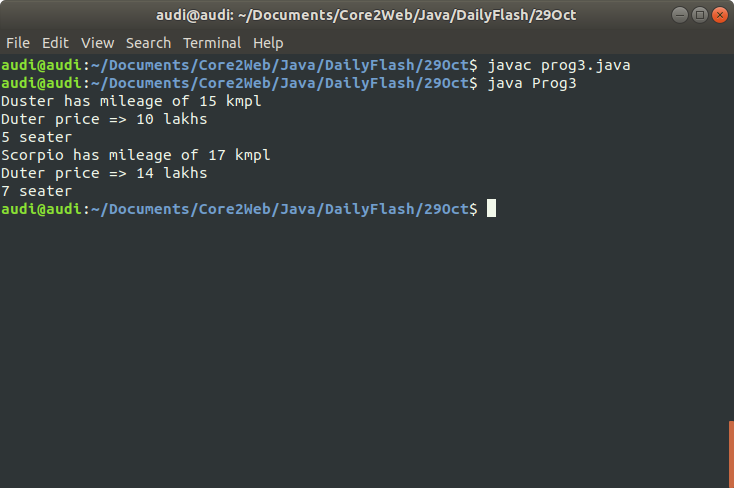 audi@audi: ~/Documents/Core2Web/Java/DailyFlash/29Oct
File Edit View Search Terminal Help
audi@audi:~/Documents/Core2Web/Java/DailyFlash/29Oct$ javac prog3.java
audi@audi:~/Documents/Core2Web/Java/DailyFlash/29Oct$ java Prog3
Duster has mileage of 15 kmpl
Duter price => 10 lakhs
5 seater
Scorpio has mileage of 17 kmpl
Duter price => 14 lakhs
7 seater
audi@audi:~/Documents/Core2Web/Java/DailyFlash/29Oct$